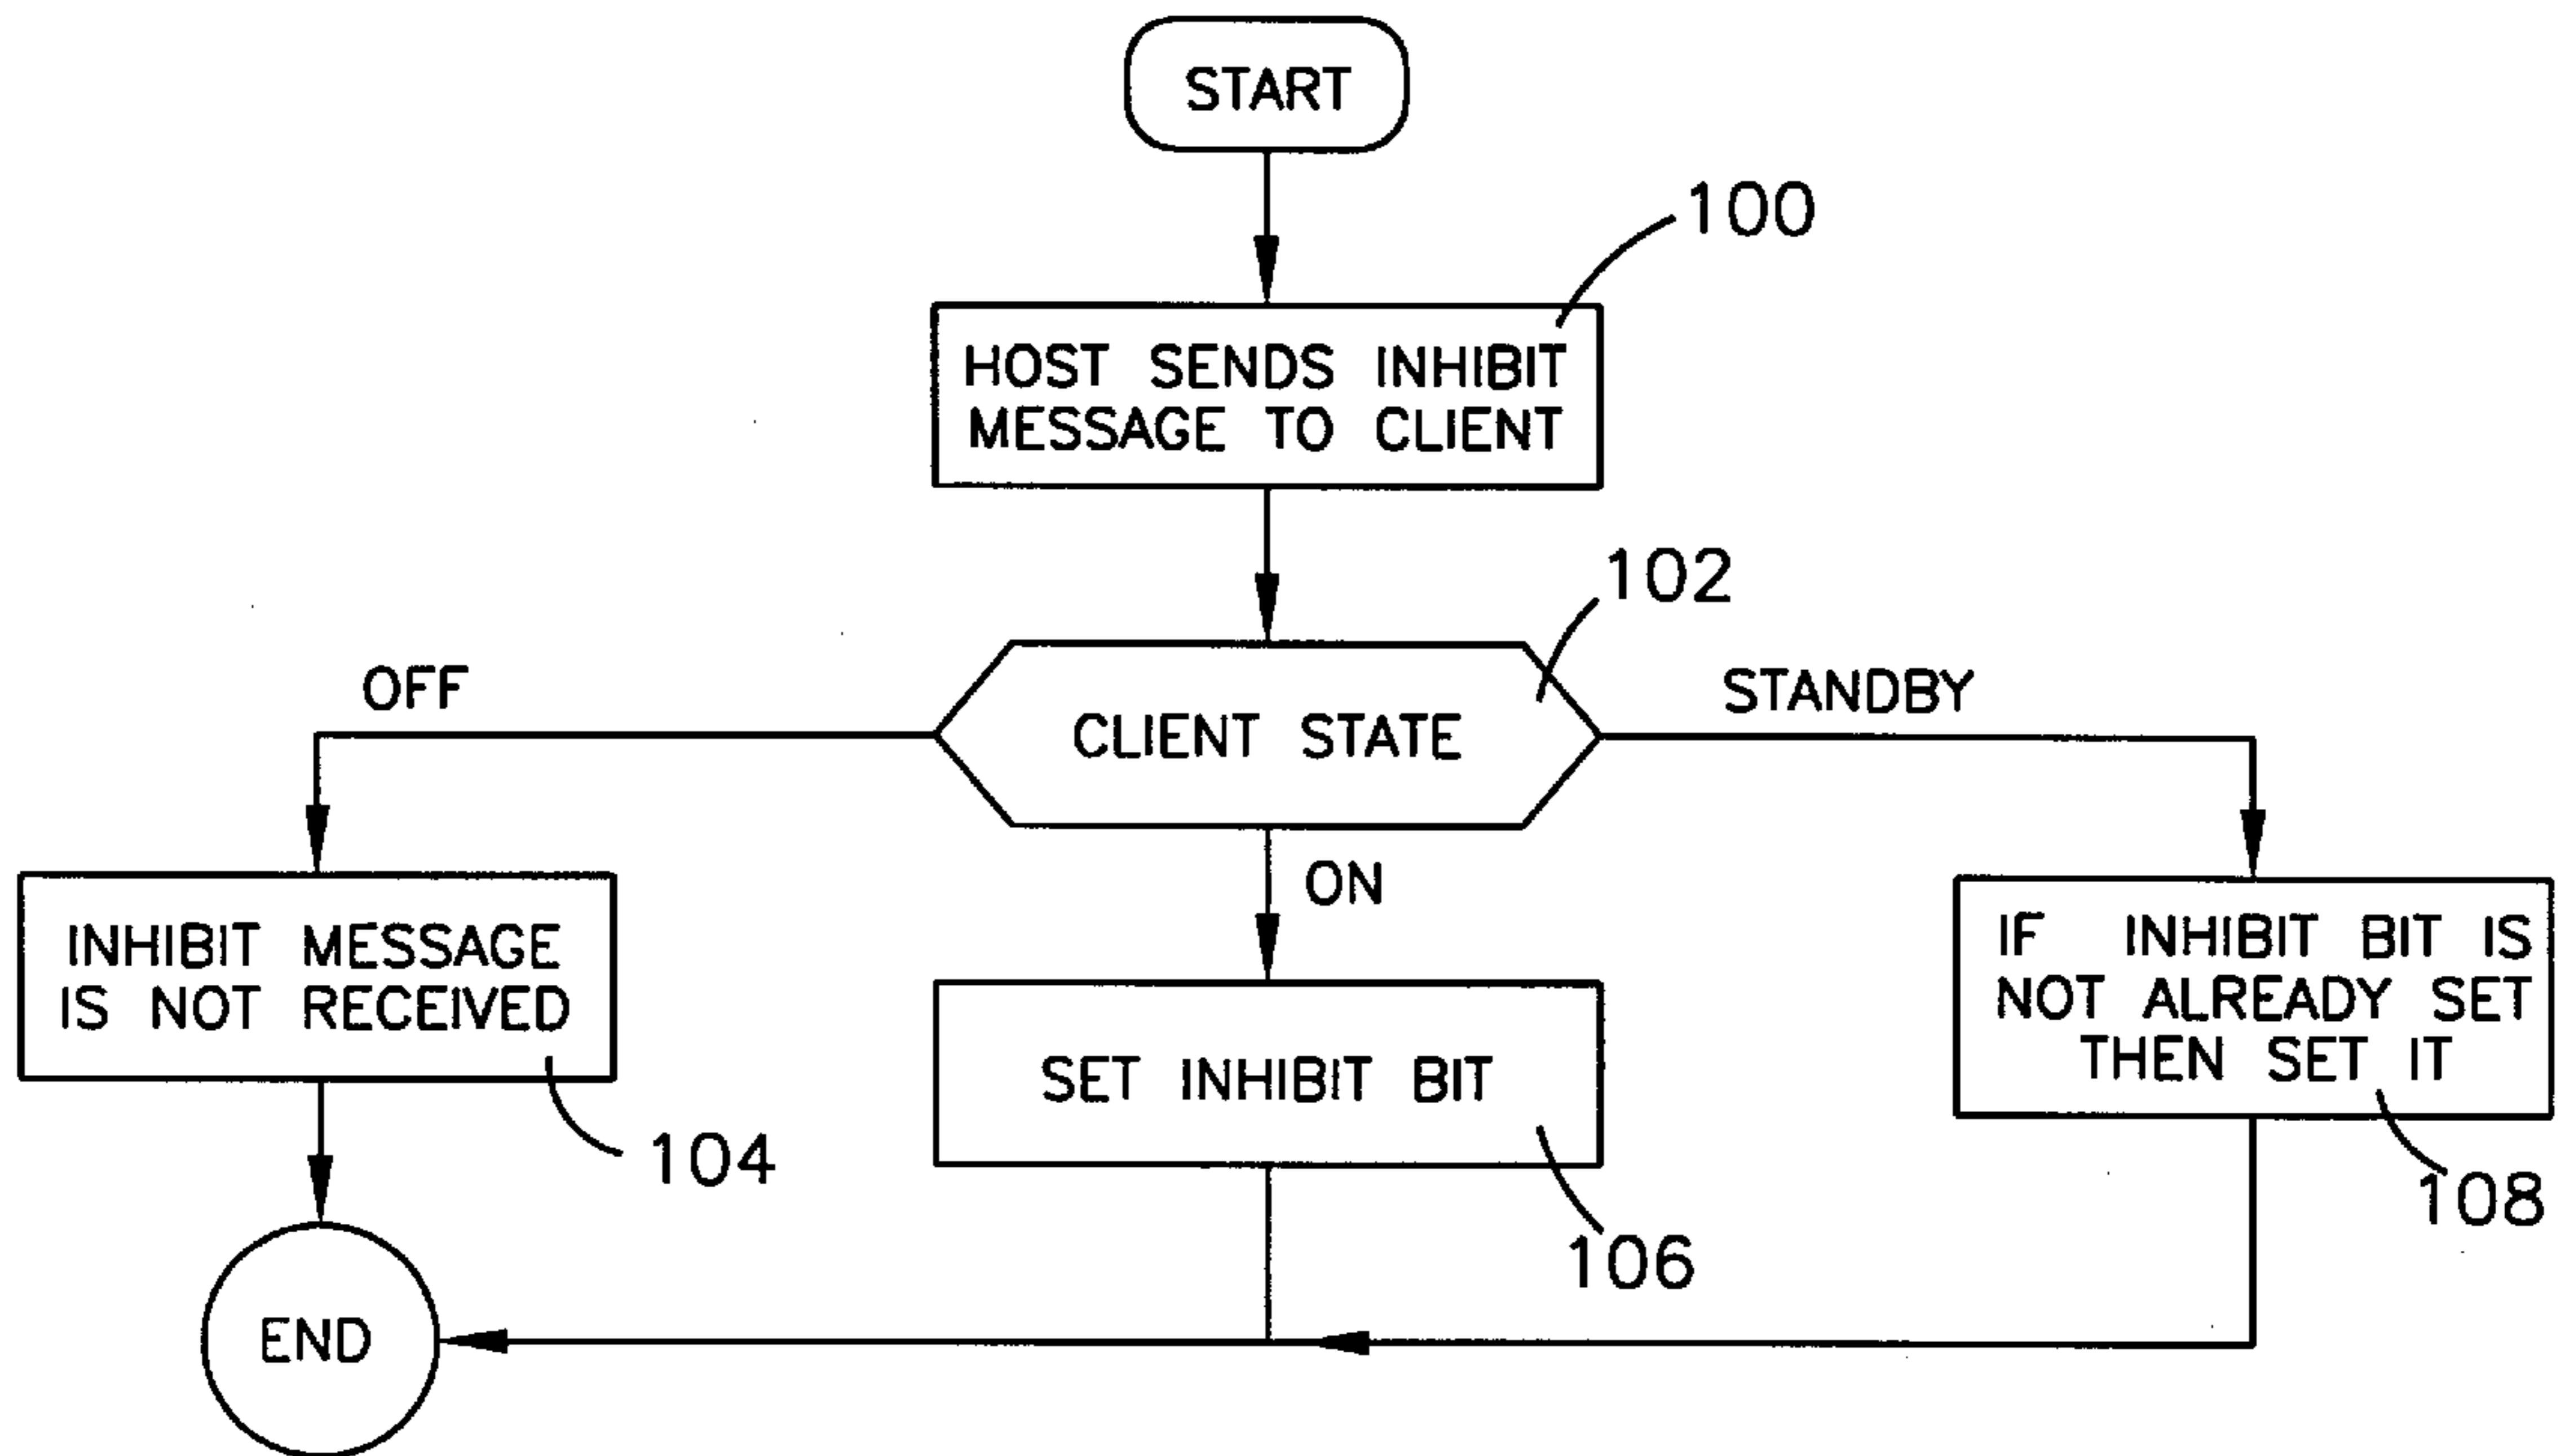 START
100
HOST SENDS INHIBIT
MESSAGE TO CLIENT
102
OFF
STANDBY
CLIENT STATE
ON
INHIBIT MESSAGE
IS NOT RECEIVED
IF INHIBIT BIT IS
NOT ALREADY SET
THEN SET IT
SET INHIBIT BIT
104
108
106
END